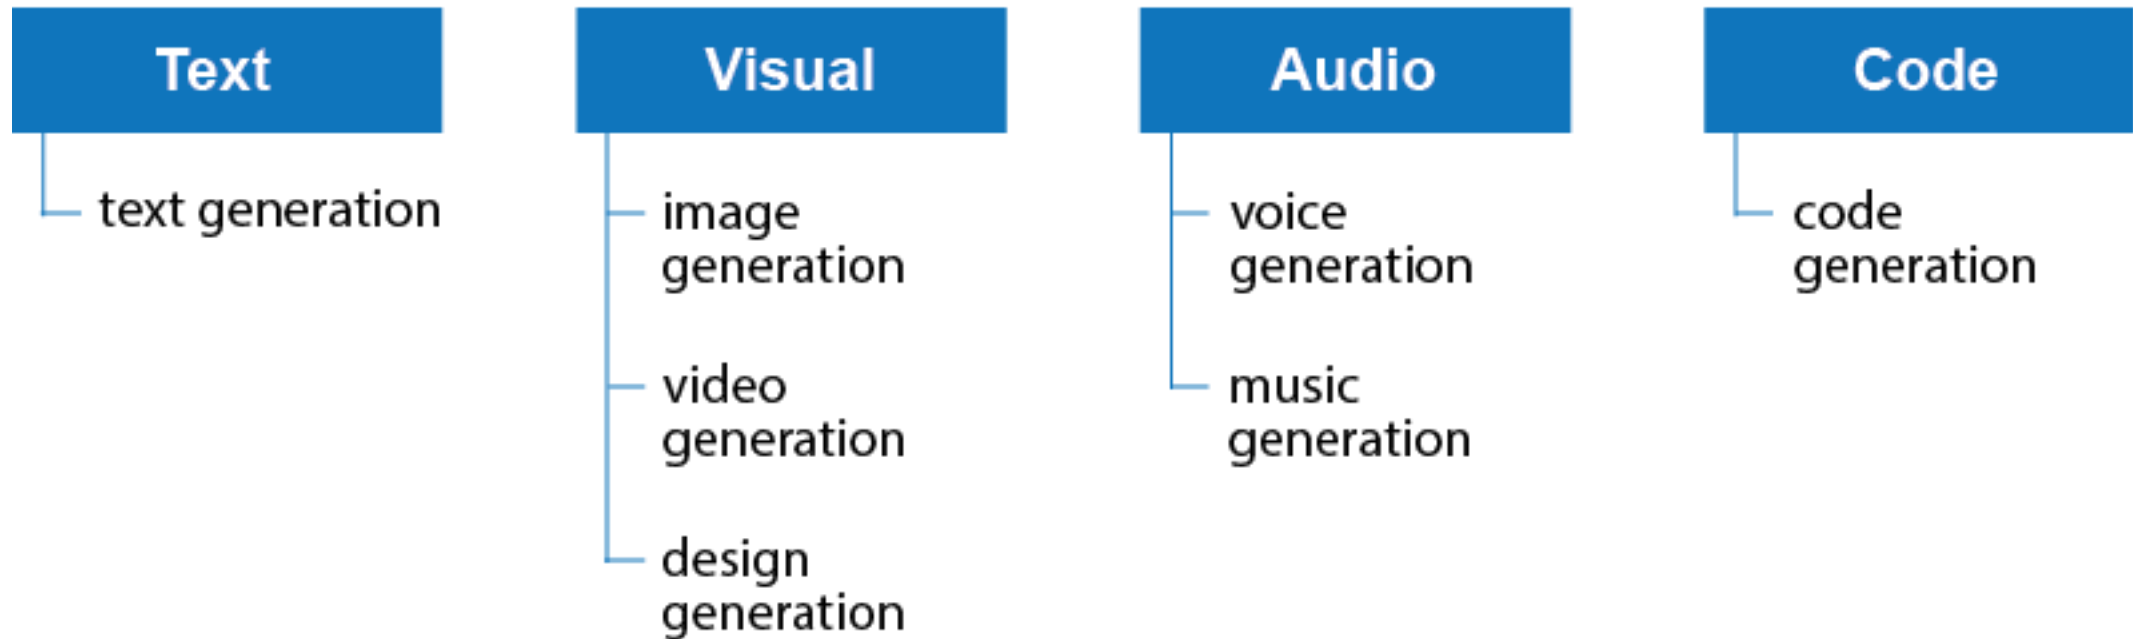 Text
text generation
Visual
image
generation
video
generation
design
generation
Audio
voice
generation
music
generation
Code
code
generation